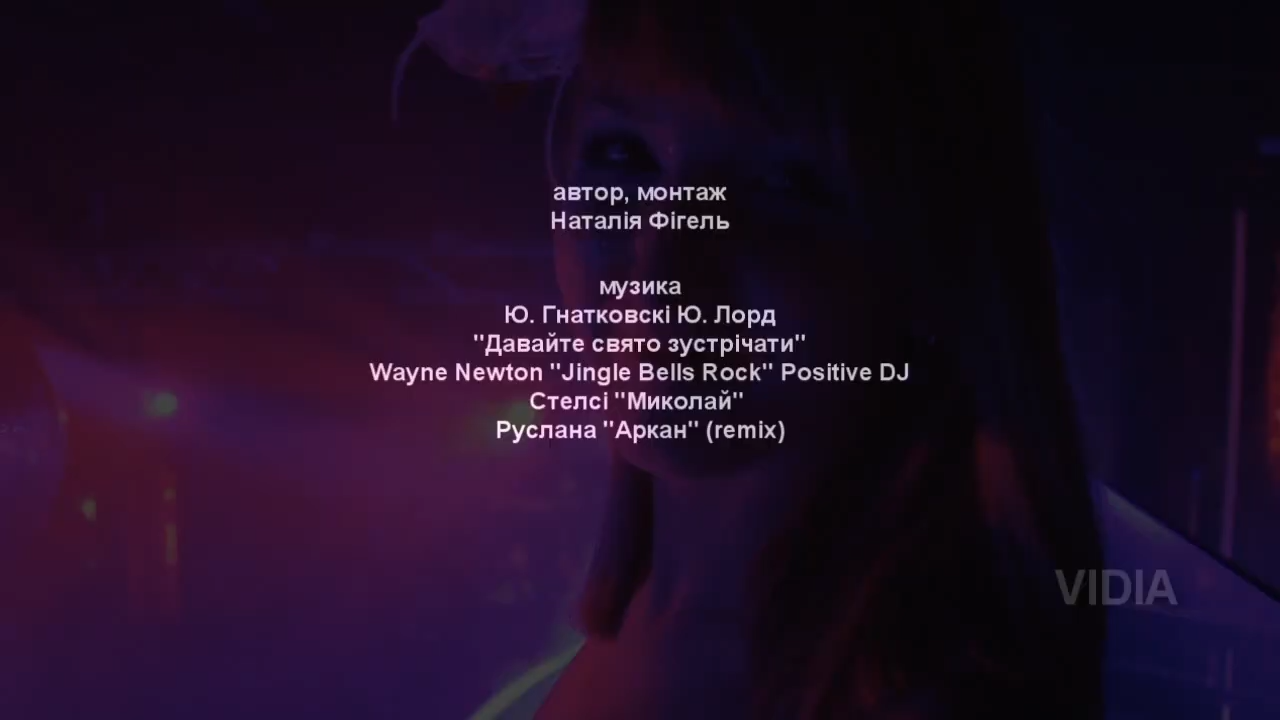 автор, монтаж
Наталія Фігель
музика
Ю. Гнатковскі Ю. Лорд
"Давайте свято зустрічати"
Wayne Newton "Jingle Bells Rock" Positive DJ
Стелсі "Миколай"
Руслана "Аркан" (remix)
VIDIA